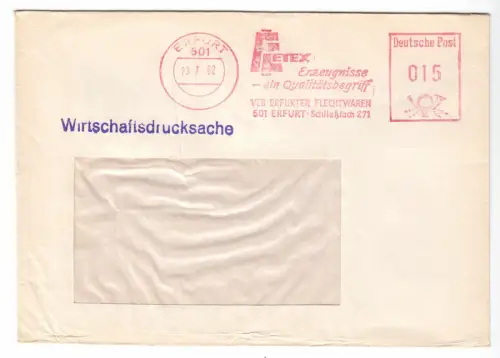 ERFURT
501
ETEX
Erzeugnisse
- ein Qualitätsbegriff
VEB ERFURTER FLECHTWAREN
501 ERFURT - Schließfach 271
Deutsche Post
015
Wirtschaftsdrucksache